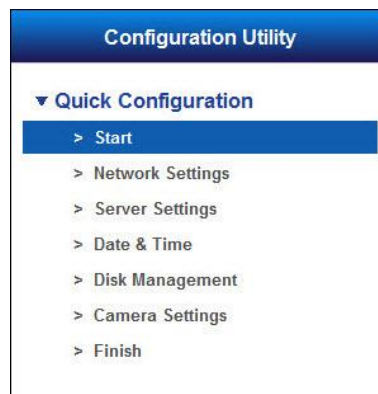 Configuration Utility
▼ Quick Configuration
> Start
> Network Settings
> Server Settings
> Date & Time
> Disk Management
> Camera Settings
> Finish